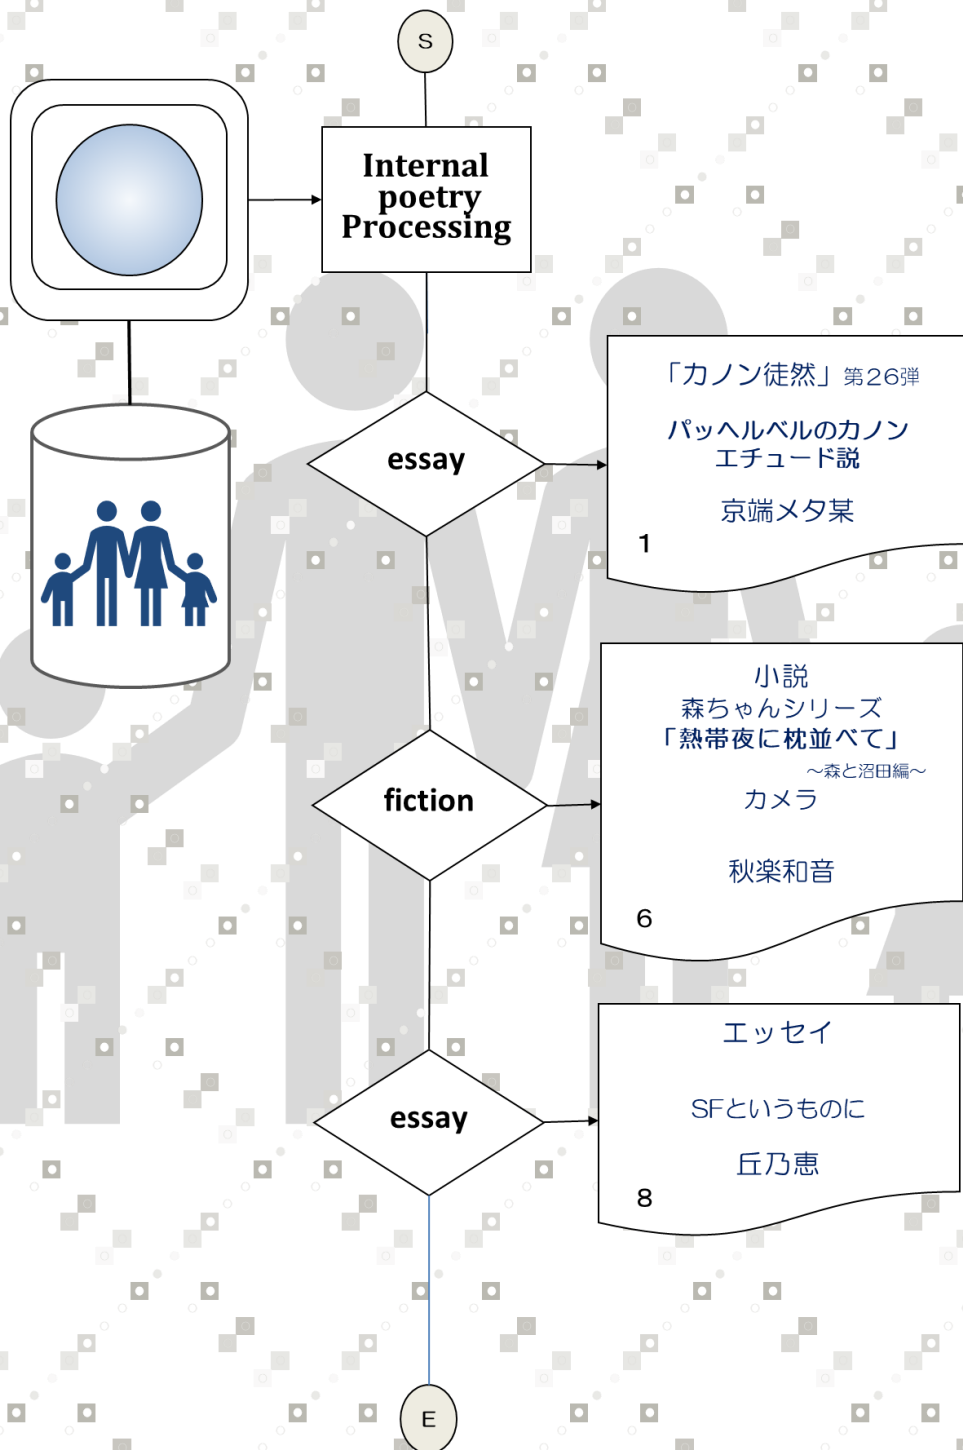 S
Internal
poetry
Processing
essay
「カノン徒然」第26弾
パッヘルベルのカノン
エチュード説
京端メタ某
1
fiction
小説
森ちゃんシリーズ
「熱帯夜に枕並べて」
～森と沼田編～
カメラ
秋楽和音
6
essay
エッセイ
SFというものに
丘乃恵
8
E